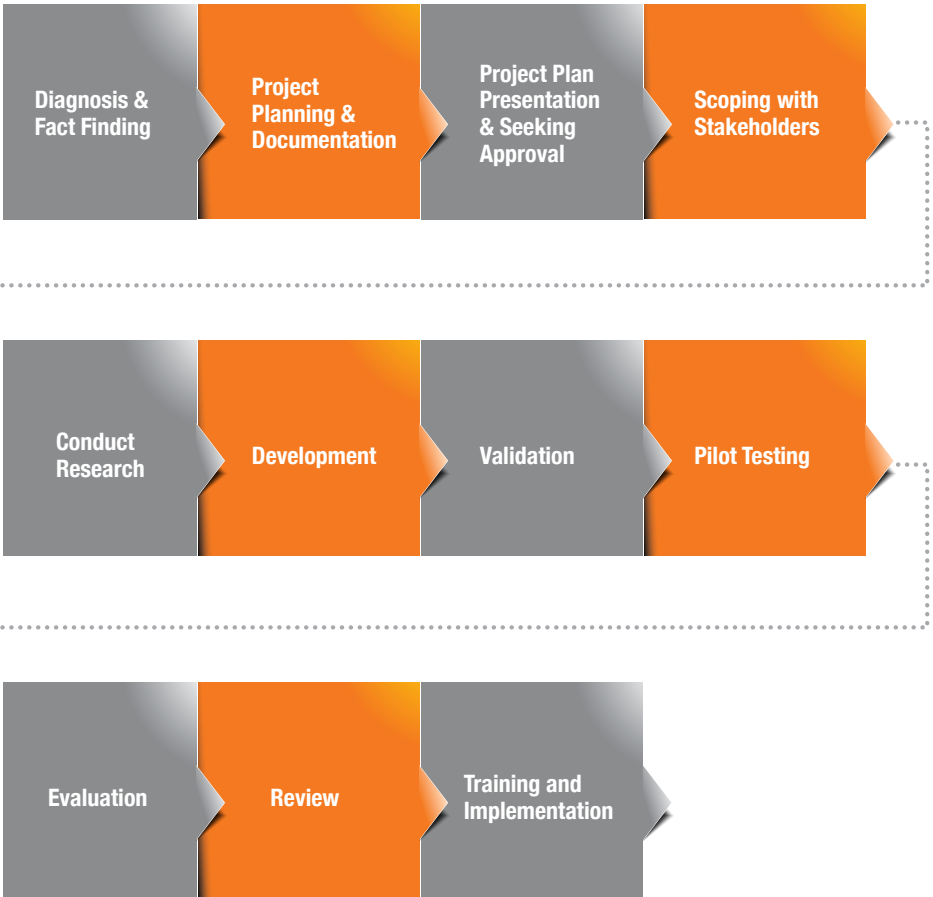 Diagnosis &
Fact Finding
Project
Planning &
Documentation
Project Plan
Presentation
& Seeking
Approval
Scoping with
Stakeholders
Conduct
Research
Development
Validation
Pilot Testing
Evaluation
Review
Training and
Implementation